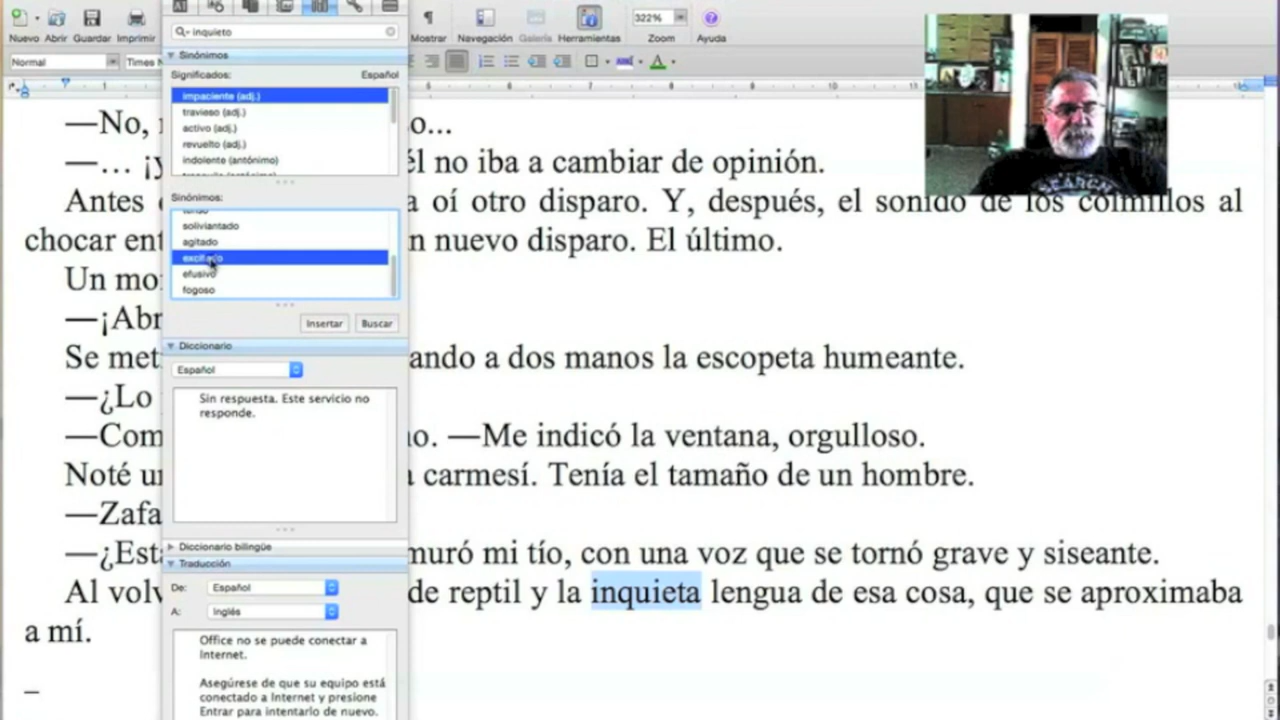 Nuevo Abrir Guardar Imprimir
Mostrar Navegación Galería Herramientas Zoom Ayuda
322%
inquieto
Normal
Times N
Sinónimos
Significados: Español
impaciente (adj.)
travieso (adj.)
activo (adj.)
revuelto (adj.)
indolente (antónimo)
Sinónimos:
soliviantado
agitado
excitado
efusivo
fogoso
Insertar Buscar
Diccionario
Español
Sin respuesta. Este servicio no
responde.
Diccionario bilingüe
Traducción
De: Español
A: Inglés
Office no se puede conectar a
Internet.
Asegúrese de que su equipo está
conectado a Internet y presione
Entrar para intentarlo de nuevo.
—No, o...
—… ¡y él no iba a cambiar de opinión.
Antes a oí otro disparo. Y, después, el sonido de los colmillos al
chocar ent n nuevo disparo. El último.
Un mo
—¡Abr
Se met ando a dos manos la escopeta humeante.
—¿Lo
—Com no. —Me indicó la ventana, orgulloso.
Noté u a carmesí. Tenía el tamaño de un hombre.
—Zafa
—¿Est muró mi tío, con una voz que se tornó grave y siseante.
Al volv de reptil y la inquieta lengua de esa cosa, que se aproximaba
a mí.
SEARCH